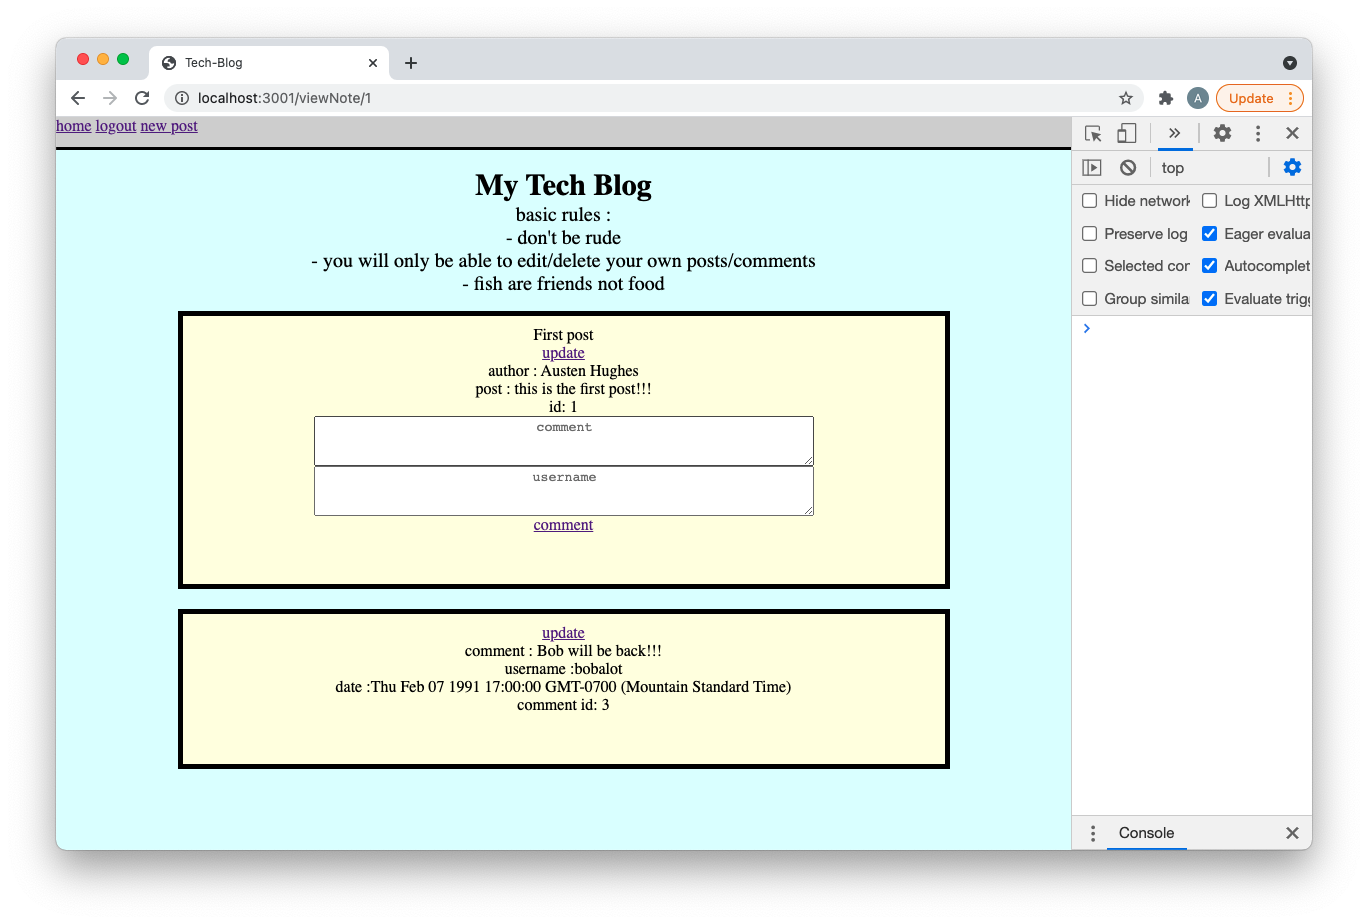 Tech-Blog
localhost:3001/viewNote/1
A
Update
home logout new post
top
Hide network
Log XMLHttp
Preserve log
Eager evalua
Selected con
Autocomplet
Group simila
Evaluate trigg
My Tech Blog
basic rules :
- don't be rude
- you will only be able to edit/delete your own posts/comments
- fish are friends not food
First post
update
author : Austen Hughes
post : this is the first post!!!
id: 1
comment
username
comment
update
comment : Bob will be back!!!
username :bobalot
date :Thu Feb 07 1991 17:00:00 GMT-0700 (Mountain Standard Time)
comment id: 3
Console